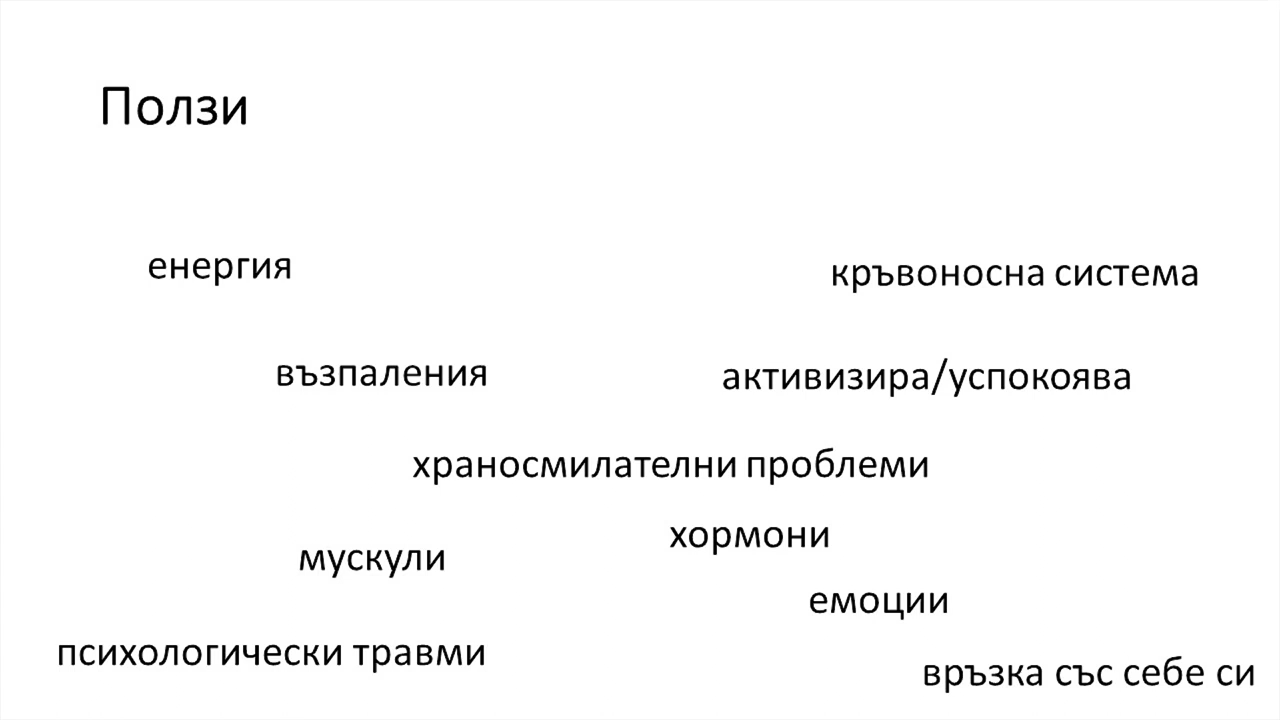 Ползи
енергия
кръвоносна система
възпаления
активизира/успокоява
храносмилателни проблеми
хормони
мускули
емоции
психологически травми
връзка със себе си